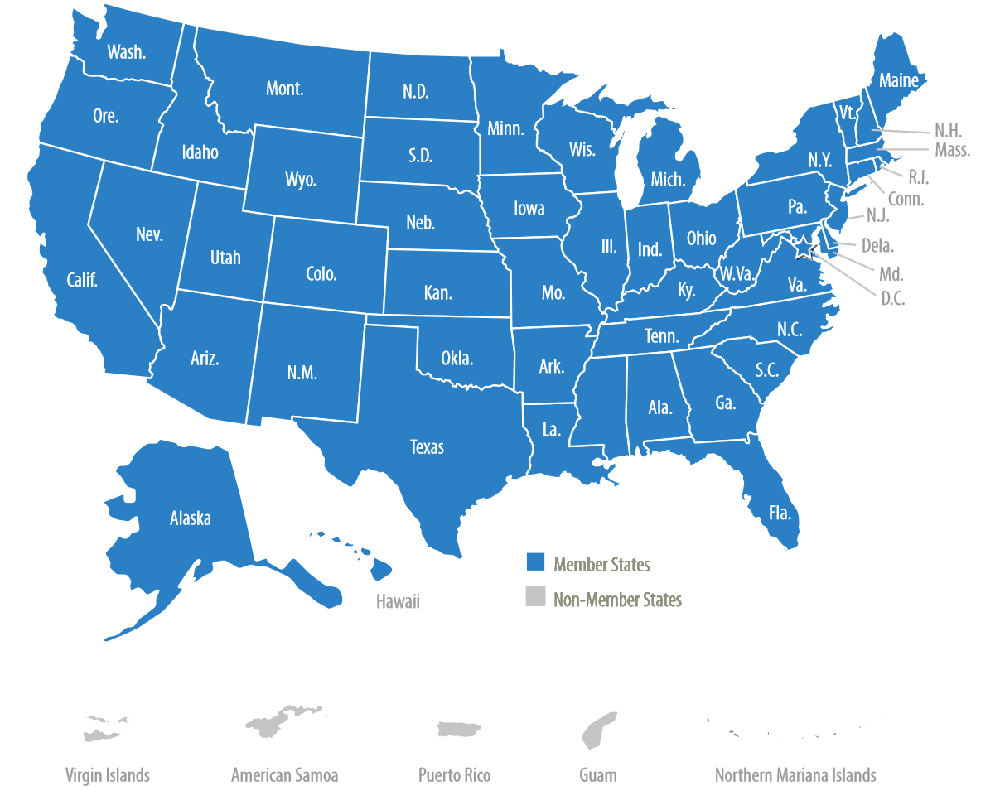 Wash.
Maine
Mont.
N.D.
Ore.
Vt.
Minn.
N.H.
Idaho
S.D.
Wis.
Mass.
Wyo.
Mich.
N.Y.
R.I.
Conn.
Iowa
Pa.
N.J.
Neb.
Nev.
Ohio
Ill.
Ind.
Dela.
Utah
Colo.
W.Va.
Md.
Calif.
Kan.
Mo.
Ky.
Va.
D.C.
Tenn.
N.C.
Ariz.
Okla.
Ark.
S.C.
N.M.
Ala.
Ga.
La.
Texas
Alaska
Fla.
Member States
Hawaii
Non-Member States
Virgin Islands
American Samoa
Puerto Rico
Guam
Northern Mariana Islands